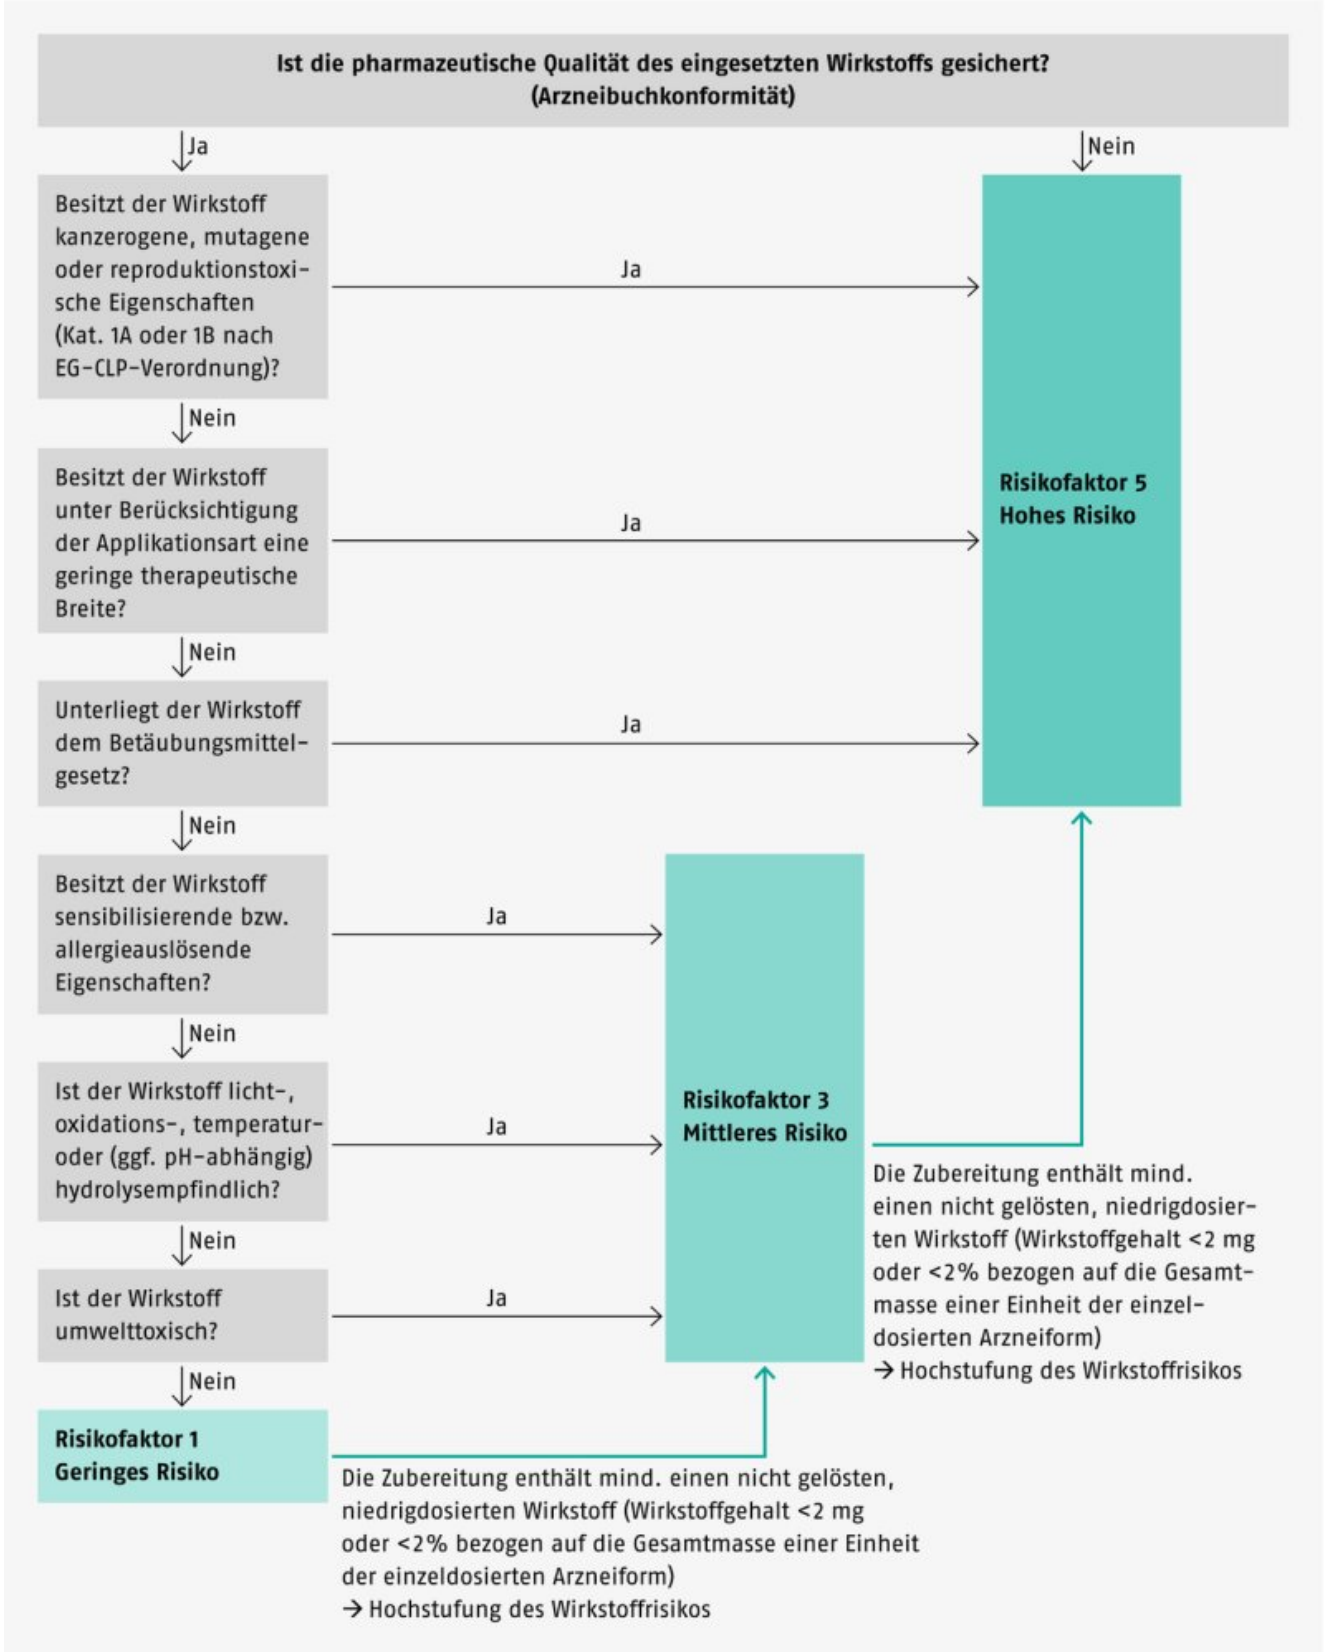 Ist die pharmazeutische Qualität des eingesetzten Wirkstoffs gesichert?
(Arzneibuchkonformität)
Ja
Nein
Besitzt der Wirkstoff
kanzerogene, mutagene
oder reproduktionstoxi-
sche Eigenschaften
(Kat. 1A oder 1B nach
EG-CLP-Verordnung)?
Ja
Nein
Besitzt der Wirkstoff
unter Berücksichtigung
der Applikationsart eine
geringe therapeutische
Breite?
Ja
Risikofaktor 5
Hohes Risiko
Nein
Unterliegt der Wirkstoff
dem Betäubungsmittel-
gesetz?
Ja
Nein
Besitzt der Wirkstoff
sensibilisierende bzw.
allergieauslösende
Eigenschaften?
Ja
Nein
Ist der Wirkstoff licht-,
oxidations-, temperatur-
oder (ggf. pH-abhängig)
hydrolysempfindlich?
Ja
Risikofaktor 3
Mittleres Risiko
Die Zubereitung enthält mind.
einen nicht gelösten, niedrigdosier-
ten Wirkstoff (Wirkstoffgehalt <2 mg
oder <2% bezogen auf die Gesamt-
masse einer Einheit der einzel-
dosierten Arzneiform)
→ Hochstufung des Wirkstoffrisikos
Nein
Ist der Wirkstoff
umwelttoxisch?
Ja
Nein
Risikofaktor 1
Geringes Risiko
Die Zubereitung enthält mind. einen nicht gelösten,
niedrigdosierten Wirkstoff (Wirkstoffgehalt <2 mg
oder <2% bezogen auf die Gesamtmasse einer Einheit
der einzeldosierten Arzneiform)
→ Hochstufung des Wirkstoffrisikos